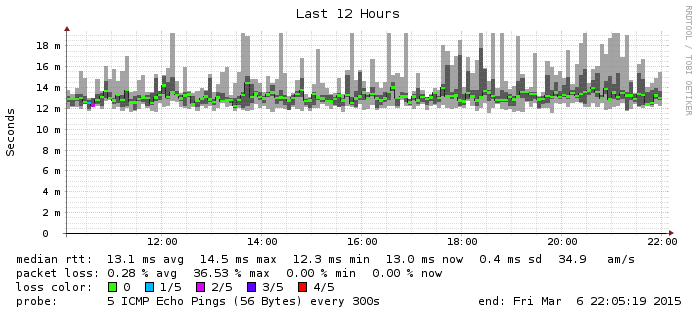 Last 12 Hours
RRDTOOL / TOBI OETIKER
Seconds
18 m
16 m
14 m
12 m
10 m
8 m
6 m
4 m
2 m
0
12:00 14:00 16:00 18:00 20:00 22:00
median rtt: 13.1 ms avg 14.5 ms max 12.3 ms min 13.0 ms now 0.4 ms sd 34.9 am/s
packet loss: 0.28 % avg 36.53 % max 0.00 % min 0.00 % now
loss color: 0 1/5 2/5 3/5 4/5
probe: 5 ICMP Echo Pings (56 Bytes) every 300s end: Fri Mar 6 22:05:19 2015